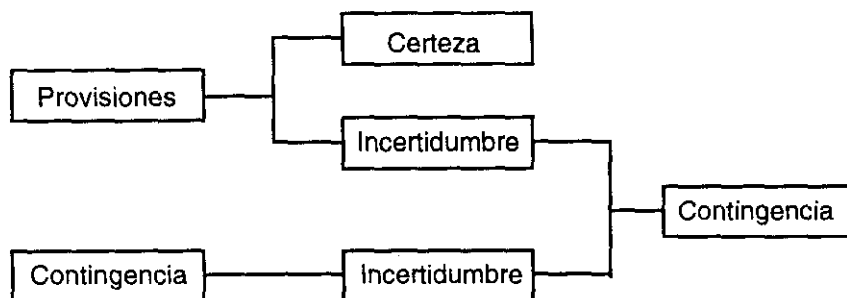 Certeza
Provisiones
Incertidumbre
Contingencia
Contingencia
Incertidumbre